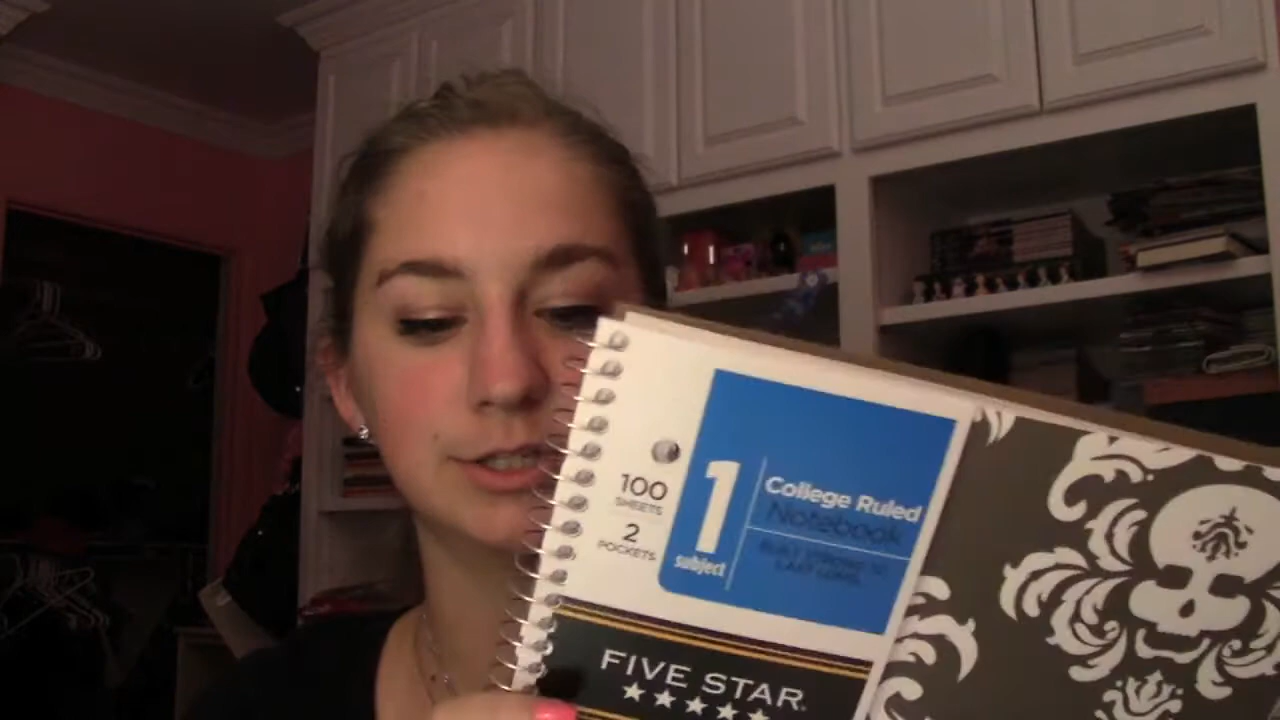 100
SHEETS
2
POCKETS
1
subject
College Ruled
Notebook
FIVE STAR